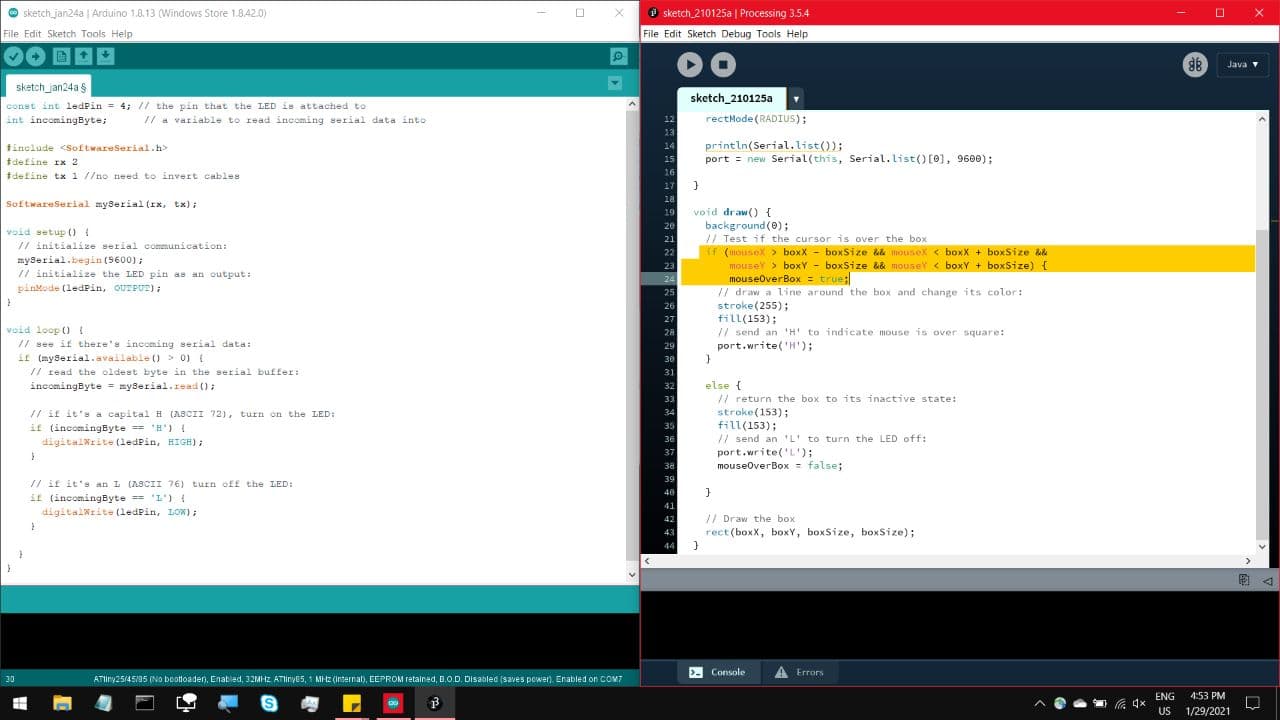 sketch_jan24a | Arduino 1.8.13 (Windows Store 1.8.42.0)
File Edit Sketch Tools Help
sketch_jan24a §
const int ledPin = 4; // the pin that the LED is attached to
int incomingByte;      // a variable to read incoming serial data into
#include <SoftwareSerial.h>
#define rx 2
#define tx 1 //no need to invert cables
SoftwareSerial mySerial(rx, tx);
void setup() {
  // initialize serial communication:
  mySerial.begin(9600);
  // initialize the LED pin as an output:
  pinMode(ledPin, OUTPUT);
}
void loop() {
  // see if there's incoming serial data:
  if (mySerial.available() > 0) {
    // read the oldest byte in the serial buffer:
    incomingByte = mySerial.read();
    // if it's a capital H (ASCII 72), turn on the LED:
    if (incomingByte == 'H') {
      digitalWrite(ledPin, HIGH);
    }
    // if it's an L (ASCII 76) turn off the LED:
    if (incomingByte == 'L') {
      digitalWrite(ledPin, LOW);
    }
  }
}
30
ATtiny25/45/85 (No bootloader), Enabled, 32MHz, ATtiny85, 1 MHz (internal), EEPROM retained, B.O.D. Disabled (saves power), Enabled on COM7
sketch_210125a | Processing 3.5.4
File Edit Sketch Debug Tools Help
Java
sketch_210125a
12   rectMode(RADIUS);
13
14   println(Serial.list());
15   port = new Serial(this, Serial.list()[0], 9600);
16
17 }
18
19 void draw() {
20   background(0);
21   // Test if the cursor is over the box
22   if (mouseX > boxX - boxSize && mouseX < boxX + boxSize &&
23       mouseY > boxY - boxSize && mouseY < boxY + boxSize) {
24       mouseOverBox = true;
25     // draw a line around the box and change its color:
26     stroke(255);
27     fill(153);
28     // send an 'H' to indicate mouse is over square:
29     port.write('H');
30   }
31
32   else {
33     // return the box to its inactive state:
34     stroke(153);
35     fill(153);
36     // send an 'L' to turn the LED off:
37     port.write('L');
38     mouseOverBox = false;
39
40   }
41
42   // Draw the box
43   rect(boxX, boxY, boxSize, boxSize);
44 }
Console
Errors
ENG
US
4:53 PM
1/29/2021